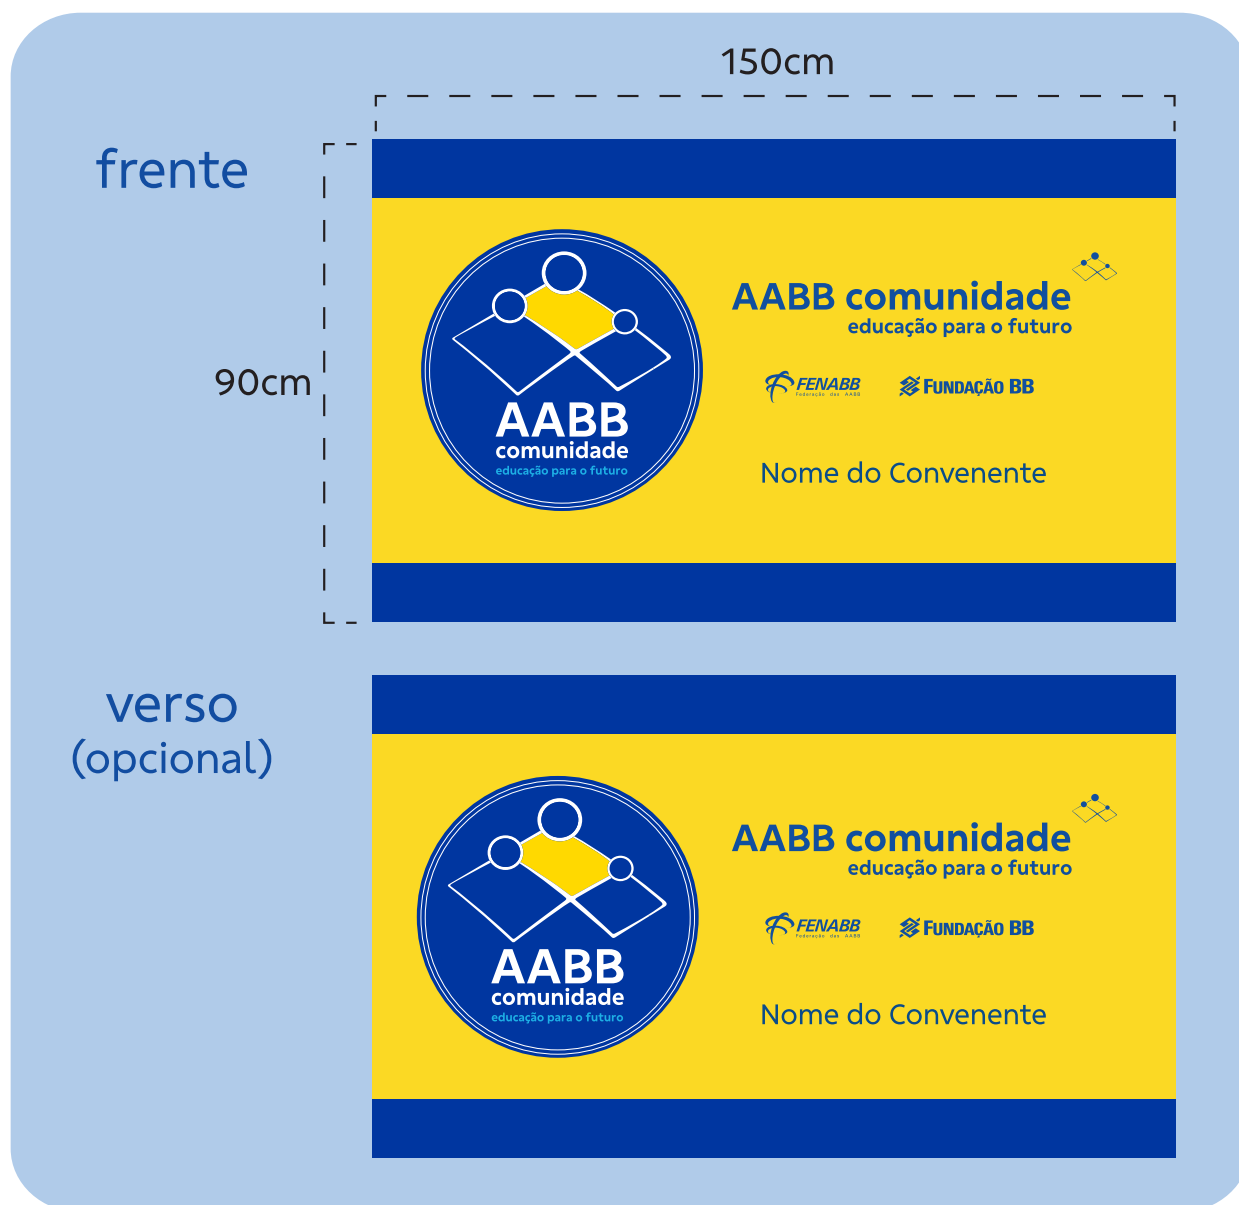 150cm
frente
90cm
AABB
comunidade
educação para o futuro
AABB comunidade
educação para o futuro
FENABB
Federação das AABB
FUNDAÇÃO BB
Nome do Convenente
verso
(opcional)
AABB
comunidade
educação para o futuro
AABB comunidade
educação para o futuro
FENABB
Federação das AABB
FUNDAÇÃO BB
Nome do Convenente